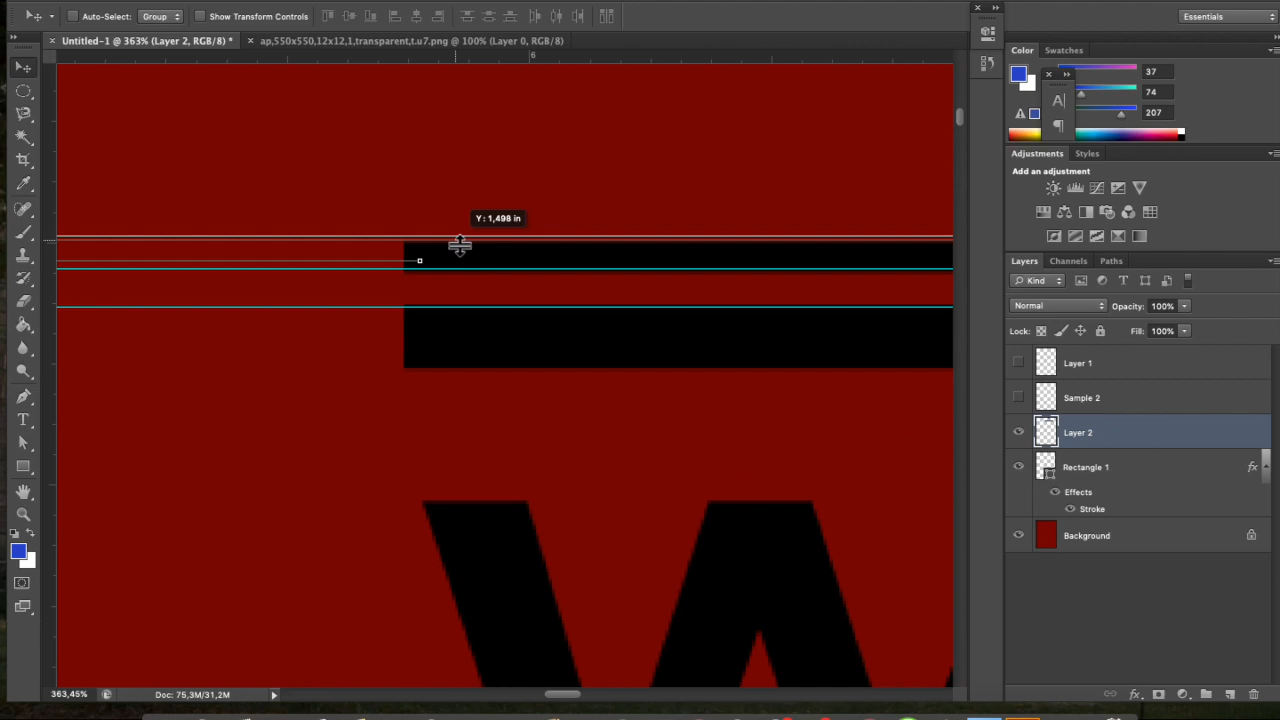 Auto-Select: Group Show Transform Controls Essentials
Untitled-1 @ 363% (Layer 2, RGB/8) * ap,550x550,12x12,1,transparent,t.u7.png @ 100% (Layer 0, RGB/8)
6
Color Swatches
37
74
207
A
Adjustments Styles
Add an adjustment
Y: 1,498 in
Layers Channels Paths
Kind T
Normal Opacity: 100%
Lock: Fill: 100%
Layer 1
Sample 2
Layer 2
Rectangle 1 fx
Effects
Stroke
Background
T
363,45% Doc: 75,3M/31,2M
fx